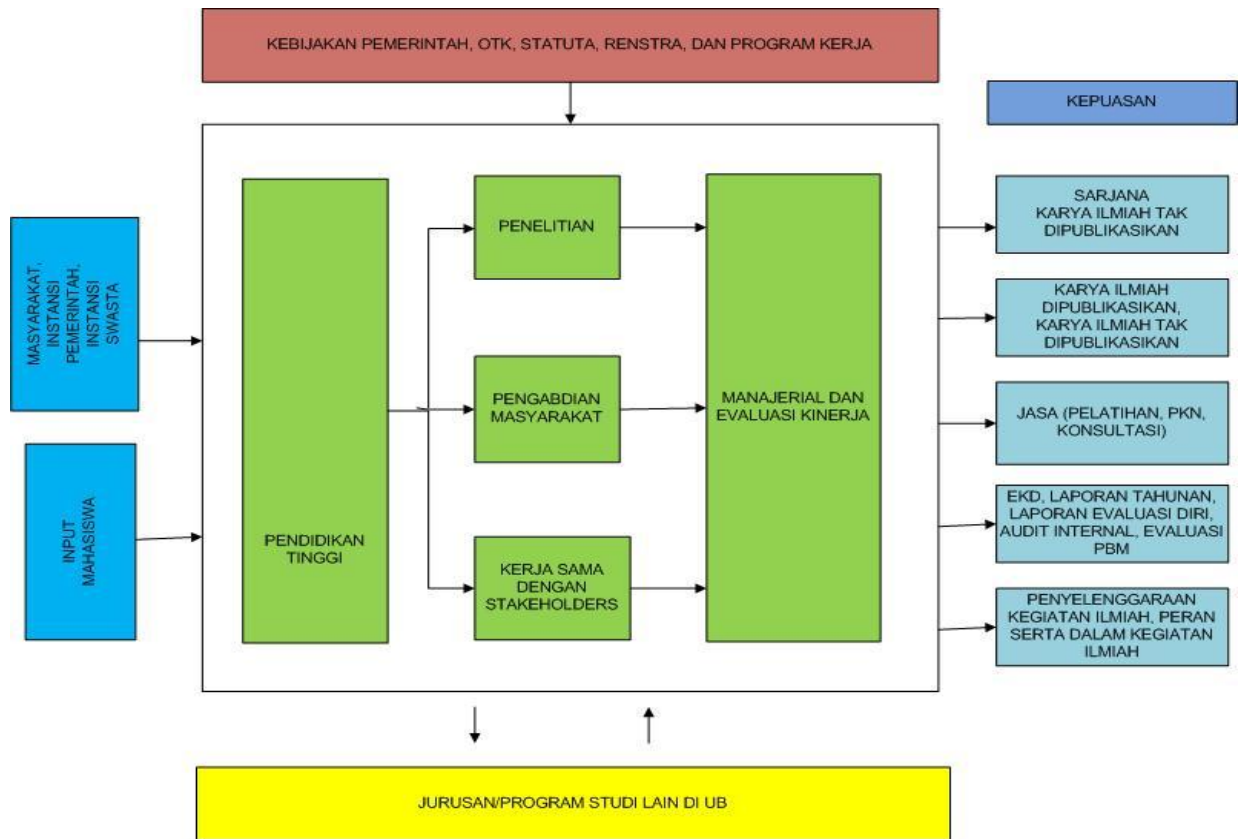 KEBIJAKAN PEMERINTAH, OTK, STATUTA, RENSTRA, DAN PROGRAM KERJA
KEPUASAN
MASYARAKAT,
INSTANSI
PEMERINTAH,
INSTANSI
SWASTA
INPUT
MAHASISWA
PENDIDIKAN
TINGGI
PENELITIAN
PENGABDIAN
MASYARAKAT
KERJA SAMA
DENGAN
STAKEHOLDERS
MANAJERIAL DAN
EVALUASI KINERJA
SARJANA
KARYA ILMIAH TAK
DIPUBLIKASIKAN
KARYA ILMIAH
DIPUBLIKASIKAN,
KARYA ILMIAH TAK
DIPUBLIKASIKAN
JASA (PELATIHAN, PKN,
KONSULTASI)
EKD, LAPORAN TAHUNAN,
LAPORAN EVALUASI DIRI,
AUDIT INTERNAL, EVALUASI
PBM
PENYELENGGARAAN
KEGIATAN ILMIAH, PERAN
SERTA DALAM KEGIATAN
ILMIAH
JURUSAN/PROGRAM STUDI LAIN DI UB